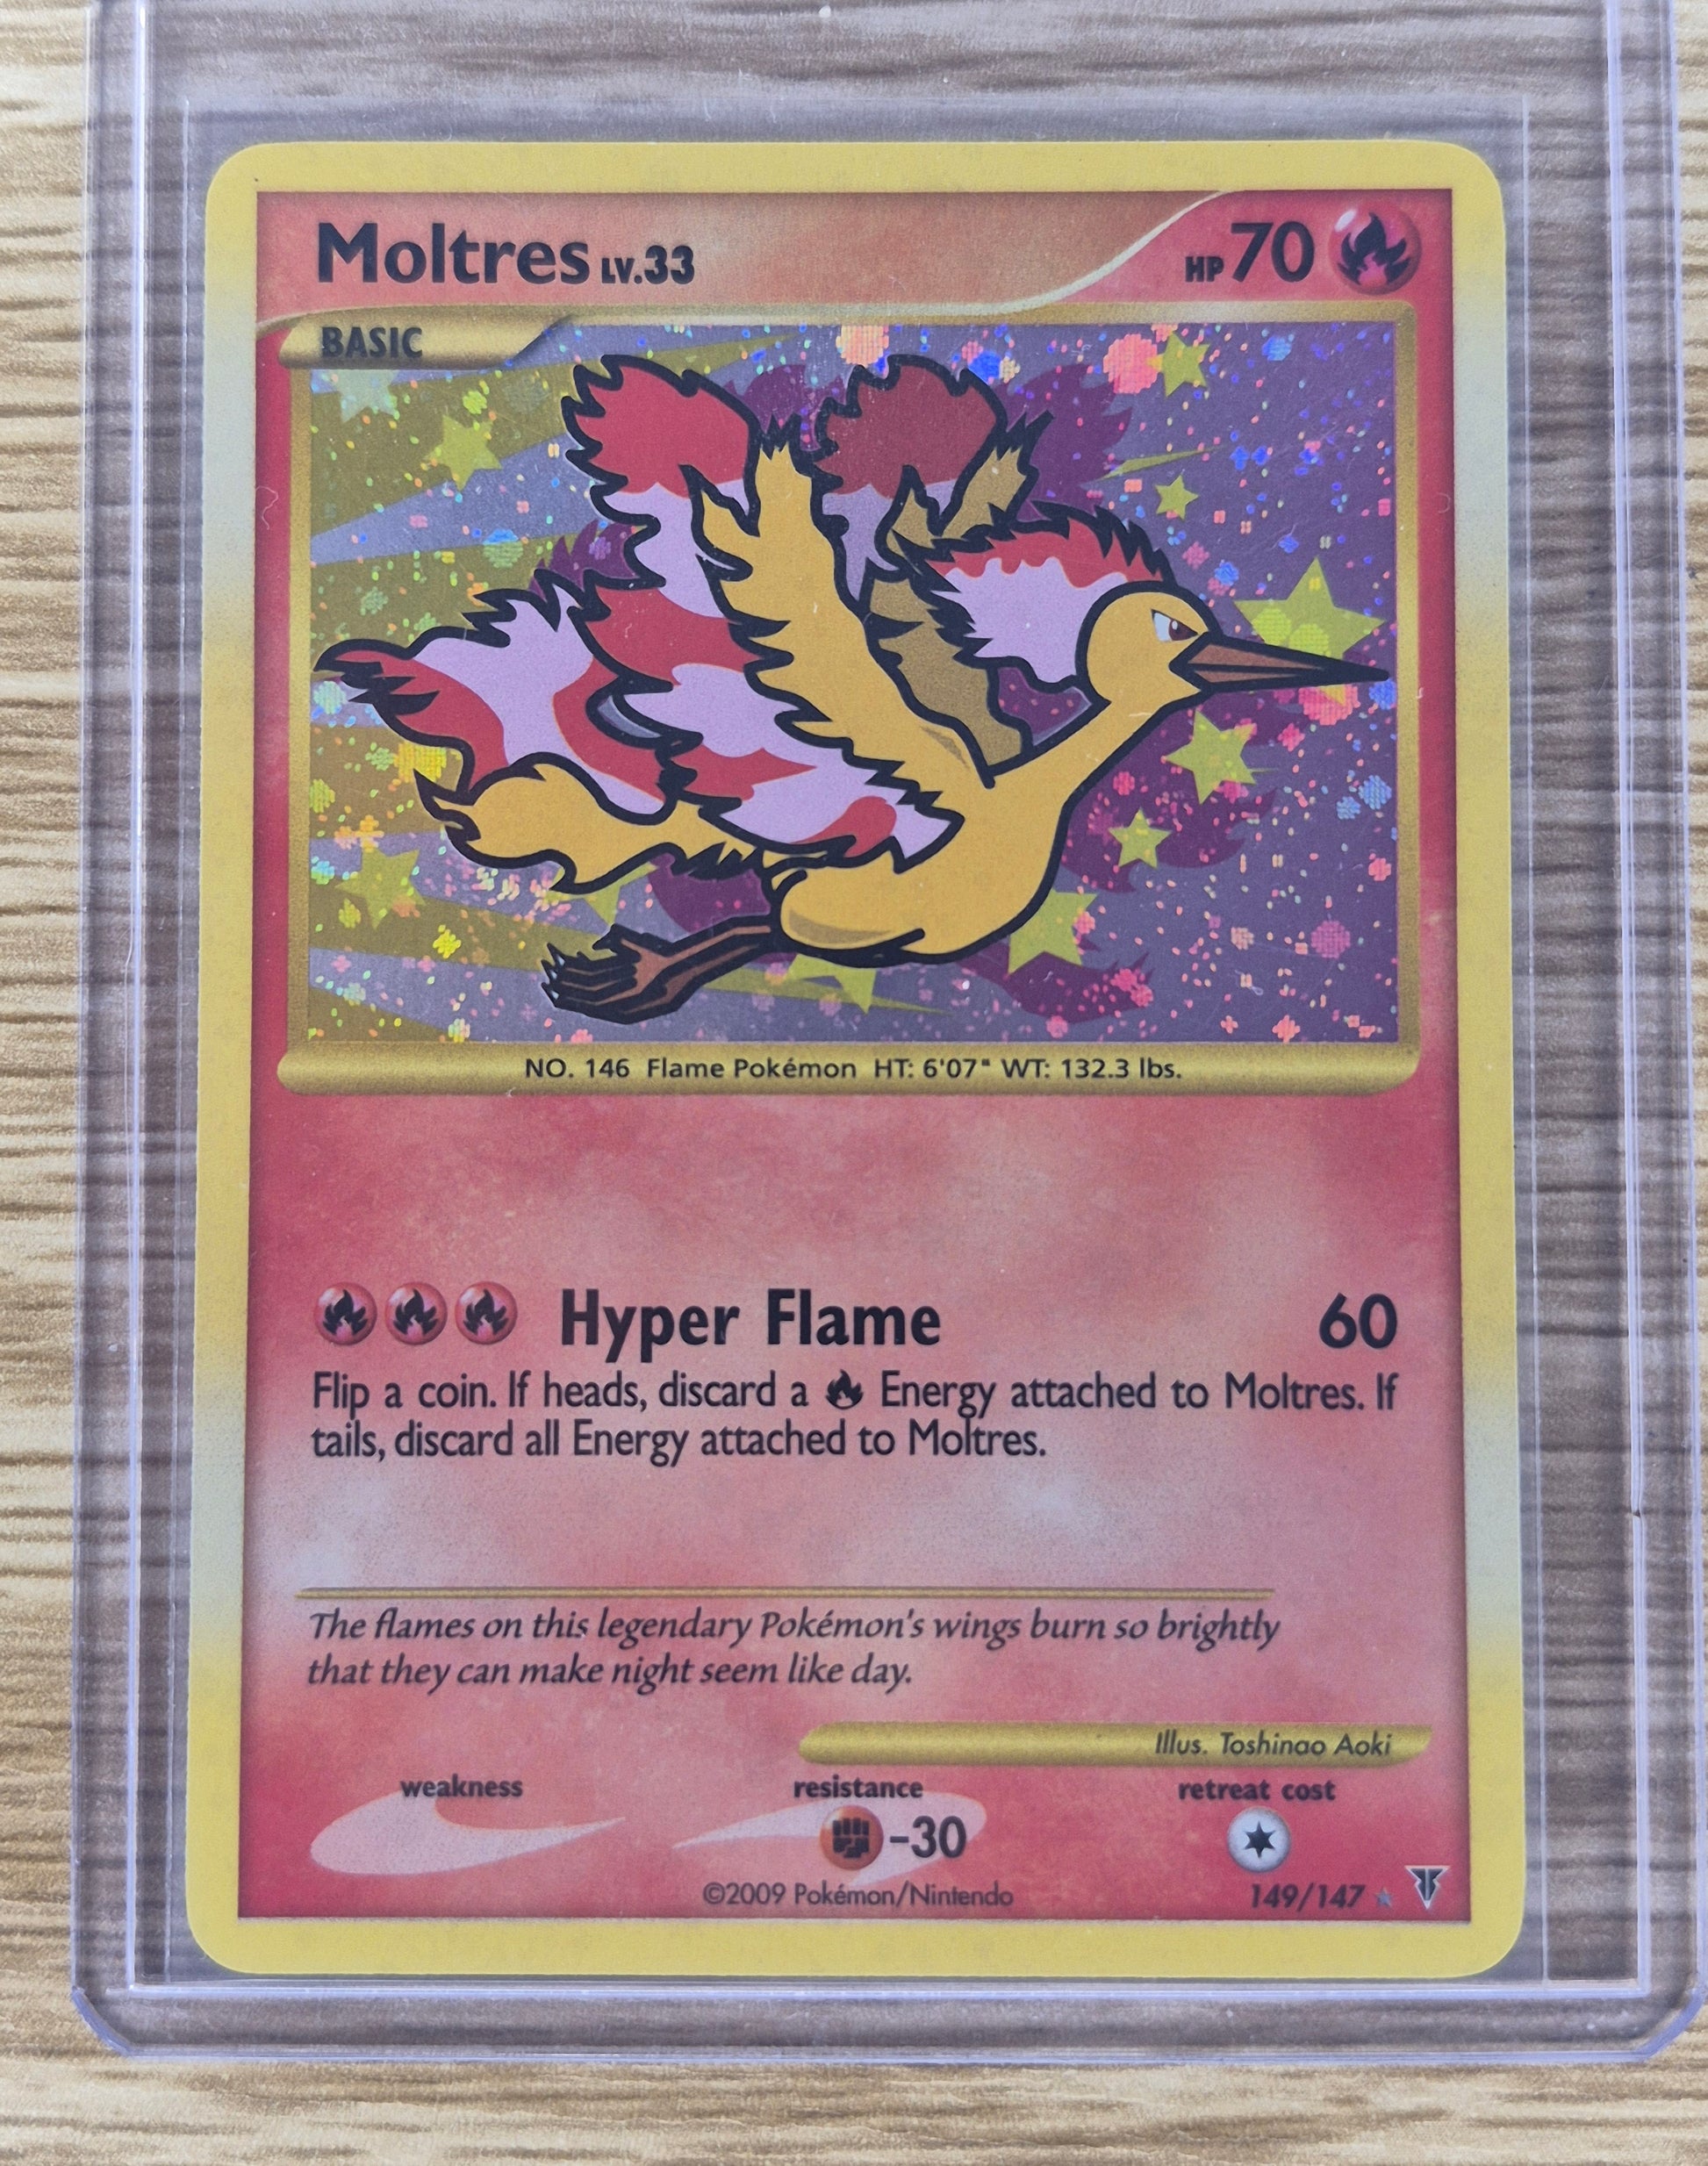 Moltres LV.33 HP 70
BASIC
NO. 146 Flame Pokémon HT: 6'07" WT: 132.3 lbs.
Hyper Flame 60
Flip a coin. If heads, discard a Energy attached to Moltres. If
tails, discard all Energy attached to Moltres.
The flames on this legendary Pokémon's wings burn so brightly
that they can make night seem like day.
Illus. Toshinao Aoki
weakness resistance retreat cost
-30
©2009 Pokémon/Nintendo 149/147